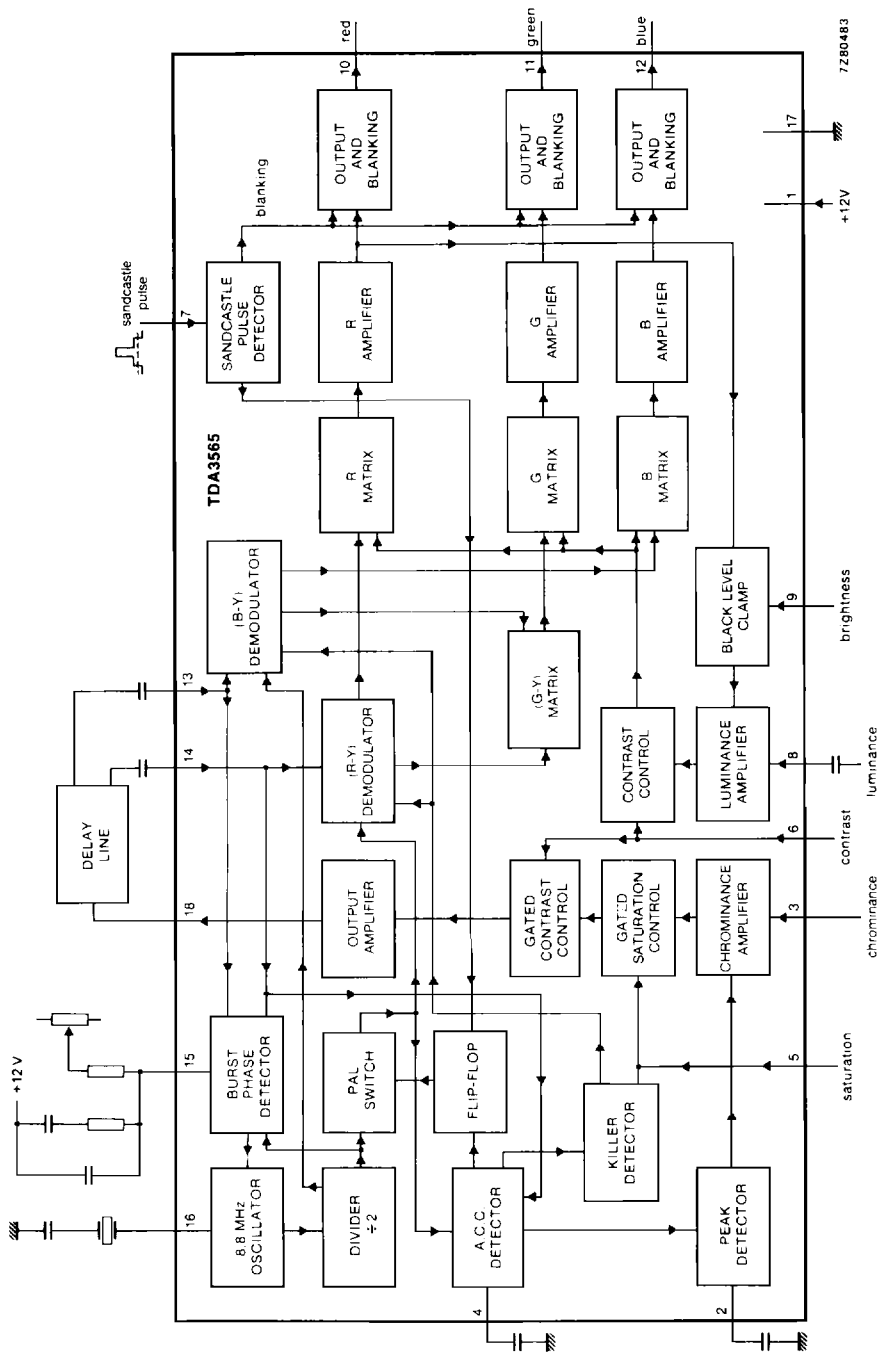 red
green
blue
10
11
12
7Z80483
OUTPUT
AND
BLANKING
OUTPUT
AND
BLANKING
OUTPUT
AND
BLANKING
17
1
+12V
blanking
sandcastle
pulse
7
SANDCASTLE
PULSE
DETECTOR
R
AMPLIFIER
G
AMPLIFIER
B
AMPLIFIER
TDA3565
R
MATRIX
G
MATRIX
B
MATRIX
BLACK LEVEL
CLAMP
9
brightness
(B-Y)
DEMODULATOR
13
14
(R-Y)
DEMODULATOR
(G-Y)
MATRIX
CONTRAST
CONTROL
LUMINANCE
AMPLIFIER
8
luminance
DELAY
LINE
18
OUTPUT
AMPLIFIER
GATED
CONTRAST
CONTROL
GATED
SATURATION
CONTROL
CHROMINANCE
AMPLIFIER
6
contrast
3
chrominance
+12 V
15
BURST
PHASE
DETECTOR
PAL
SWITCH
FLIP-FLOP
KILLER
DETECTOR
5
saturation
16
8.8 MHz
OSCILLATOR
DIVIDER
÷2
A.C.C.
DETECTOR
PEAK
DETECTOR
4
2